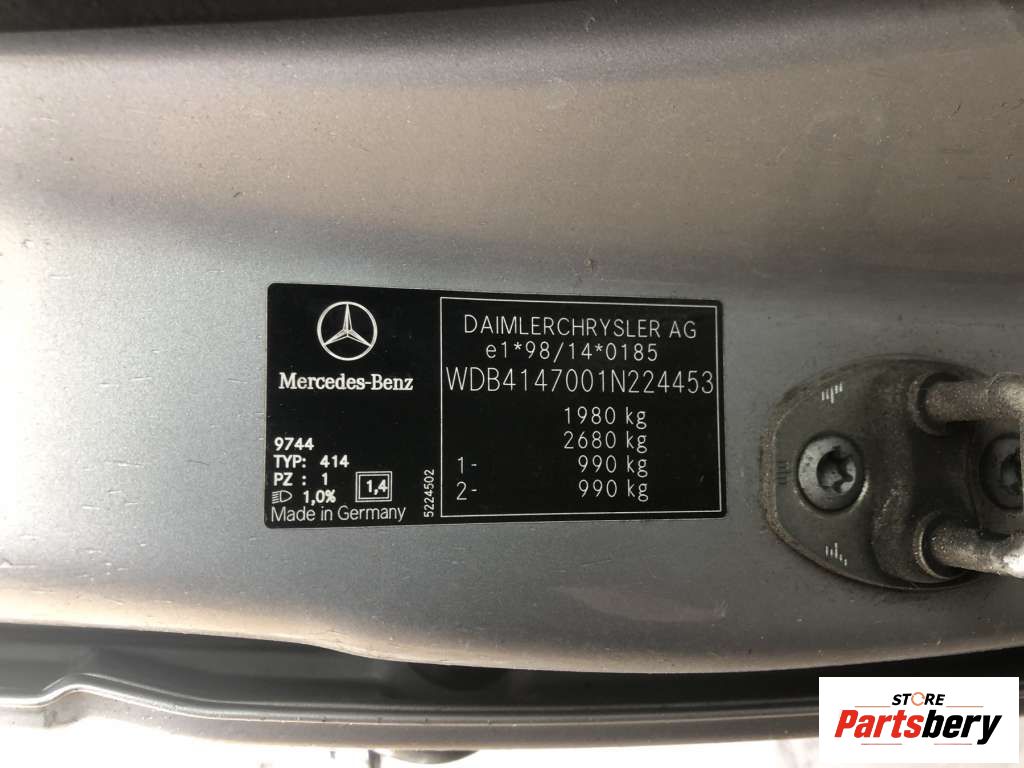 Mercedes-Benz
9744
TYP: 414
PZ : 1
1,0%
1,4
Made in Germany
5224502
DAIMLERCHRYSLER AG
e1*98/14*0185
WDB4147001N224453
1980 kg
2680 kg
1- 990 kg
2- 990 kg
STORE
Partsbery